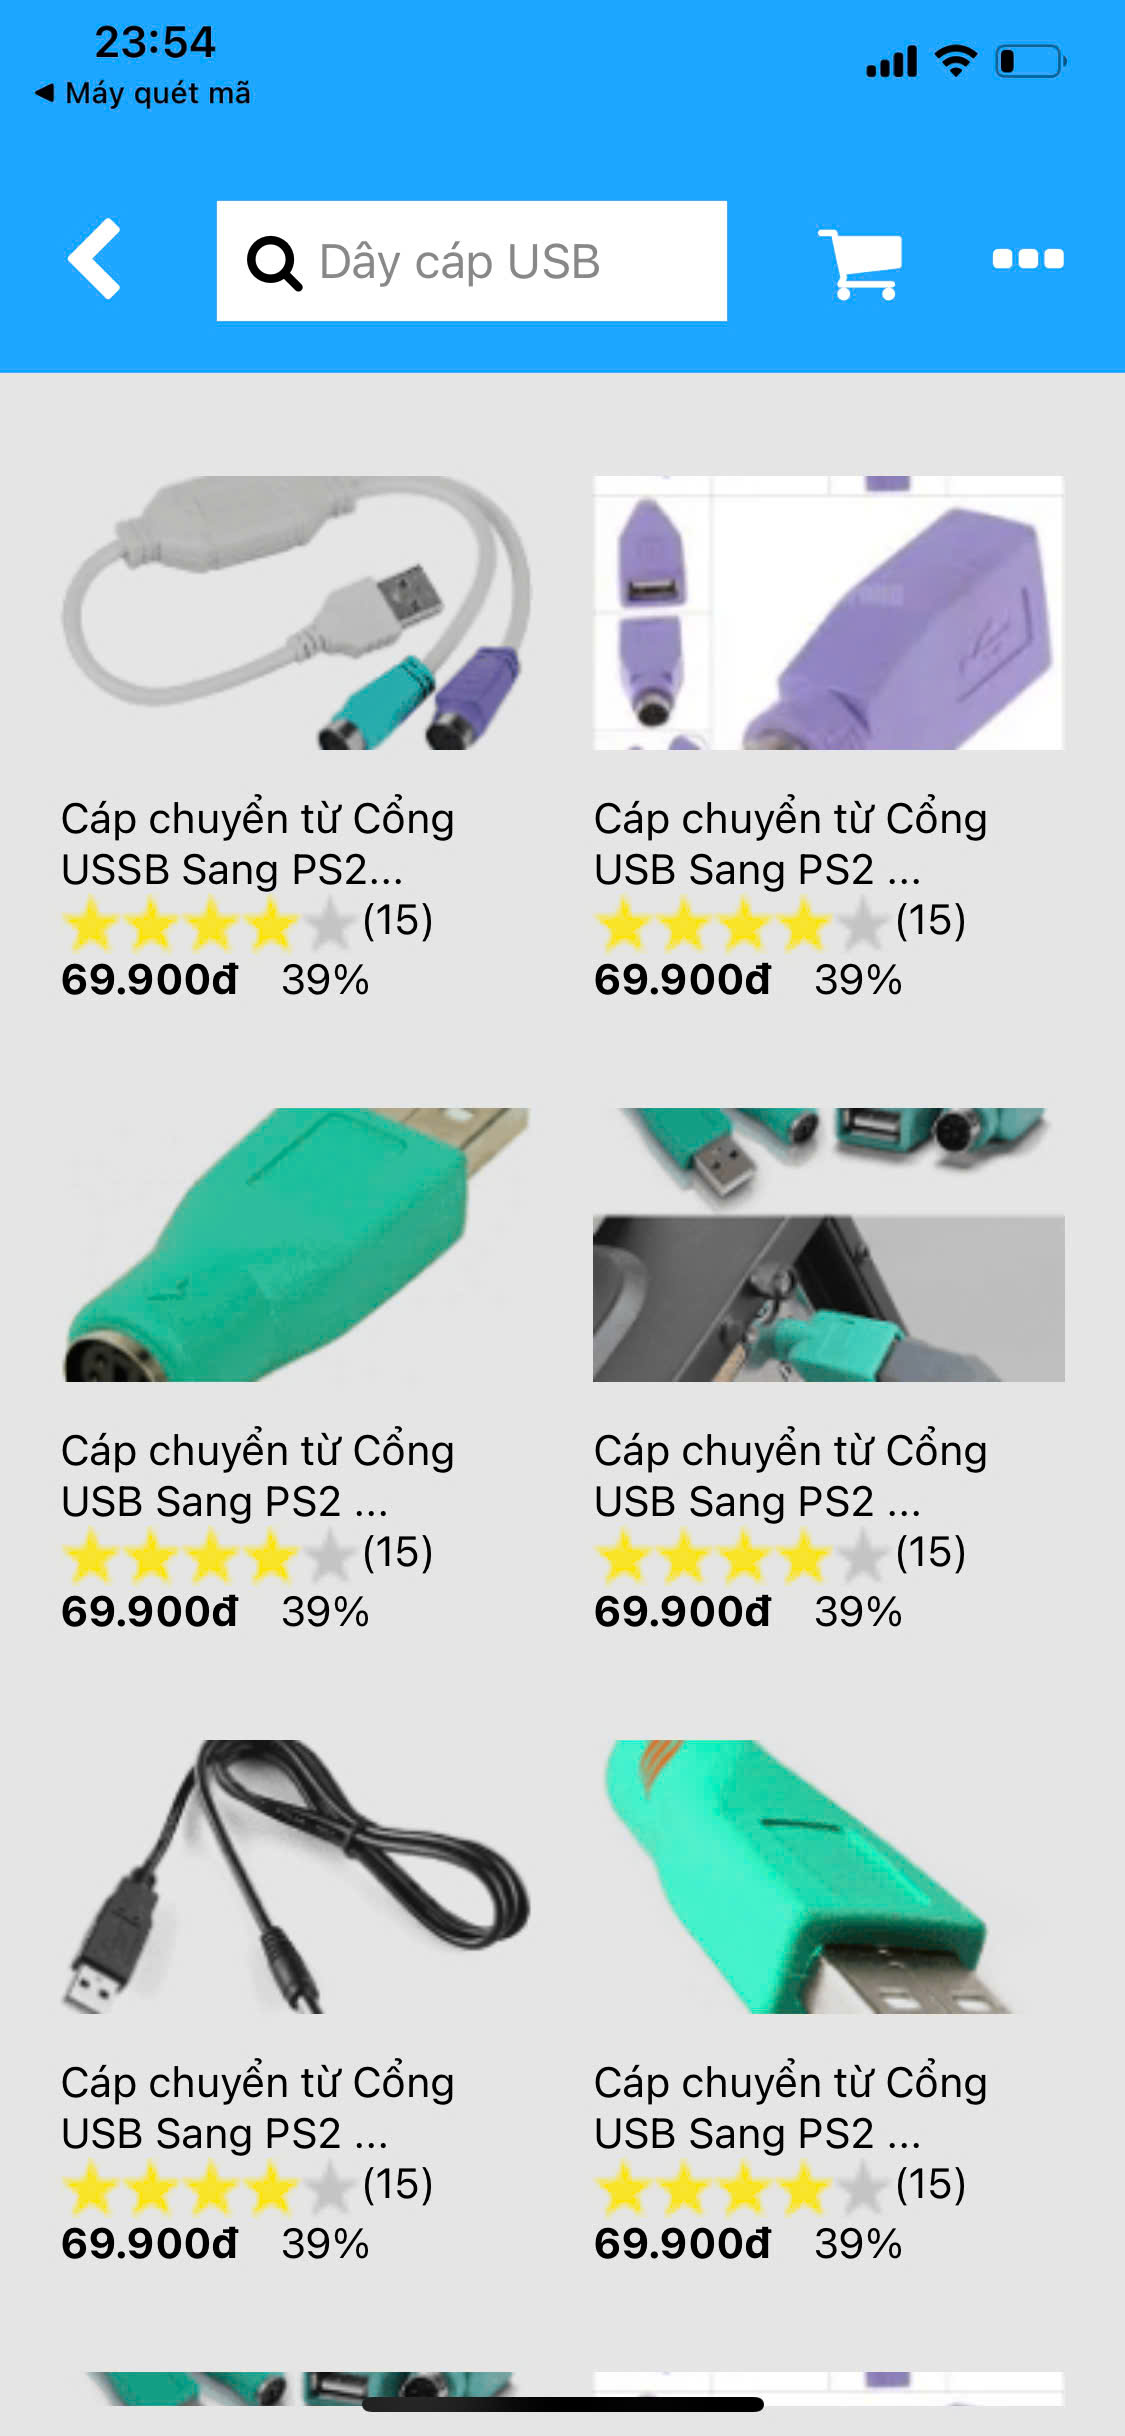 23:54
◀ Máy quét mã
Dây cáp USB
Cáp chuyển từ Cổng
USSB Sang PS2...
(15)
69.900đ 39%
Cáp chuyển từ Cổng
USB Sang PS2 ...
(15)
69.900đ 39%
Cáp chuyển từ Cổng
USB Sang PS2 ...
(15)
69.900đ 39%
Cáp chuyển từ Cổng
USB Sang PS2 ...
(15)
69.900đ 39%
Cáp chuyển từ Cổng
USB Sang PS2 ...
(15)
69.900đ 39%
Cáp chuyển từ Cổng
USB Sang PS2 ...
(15)
69.900đ 39%